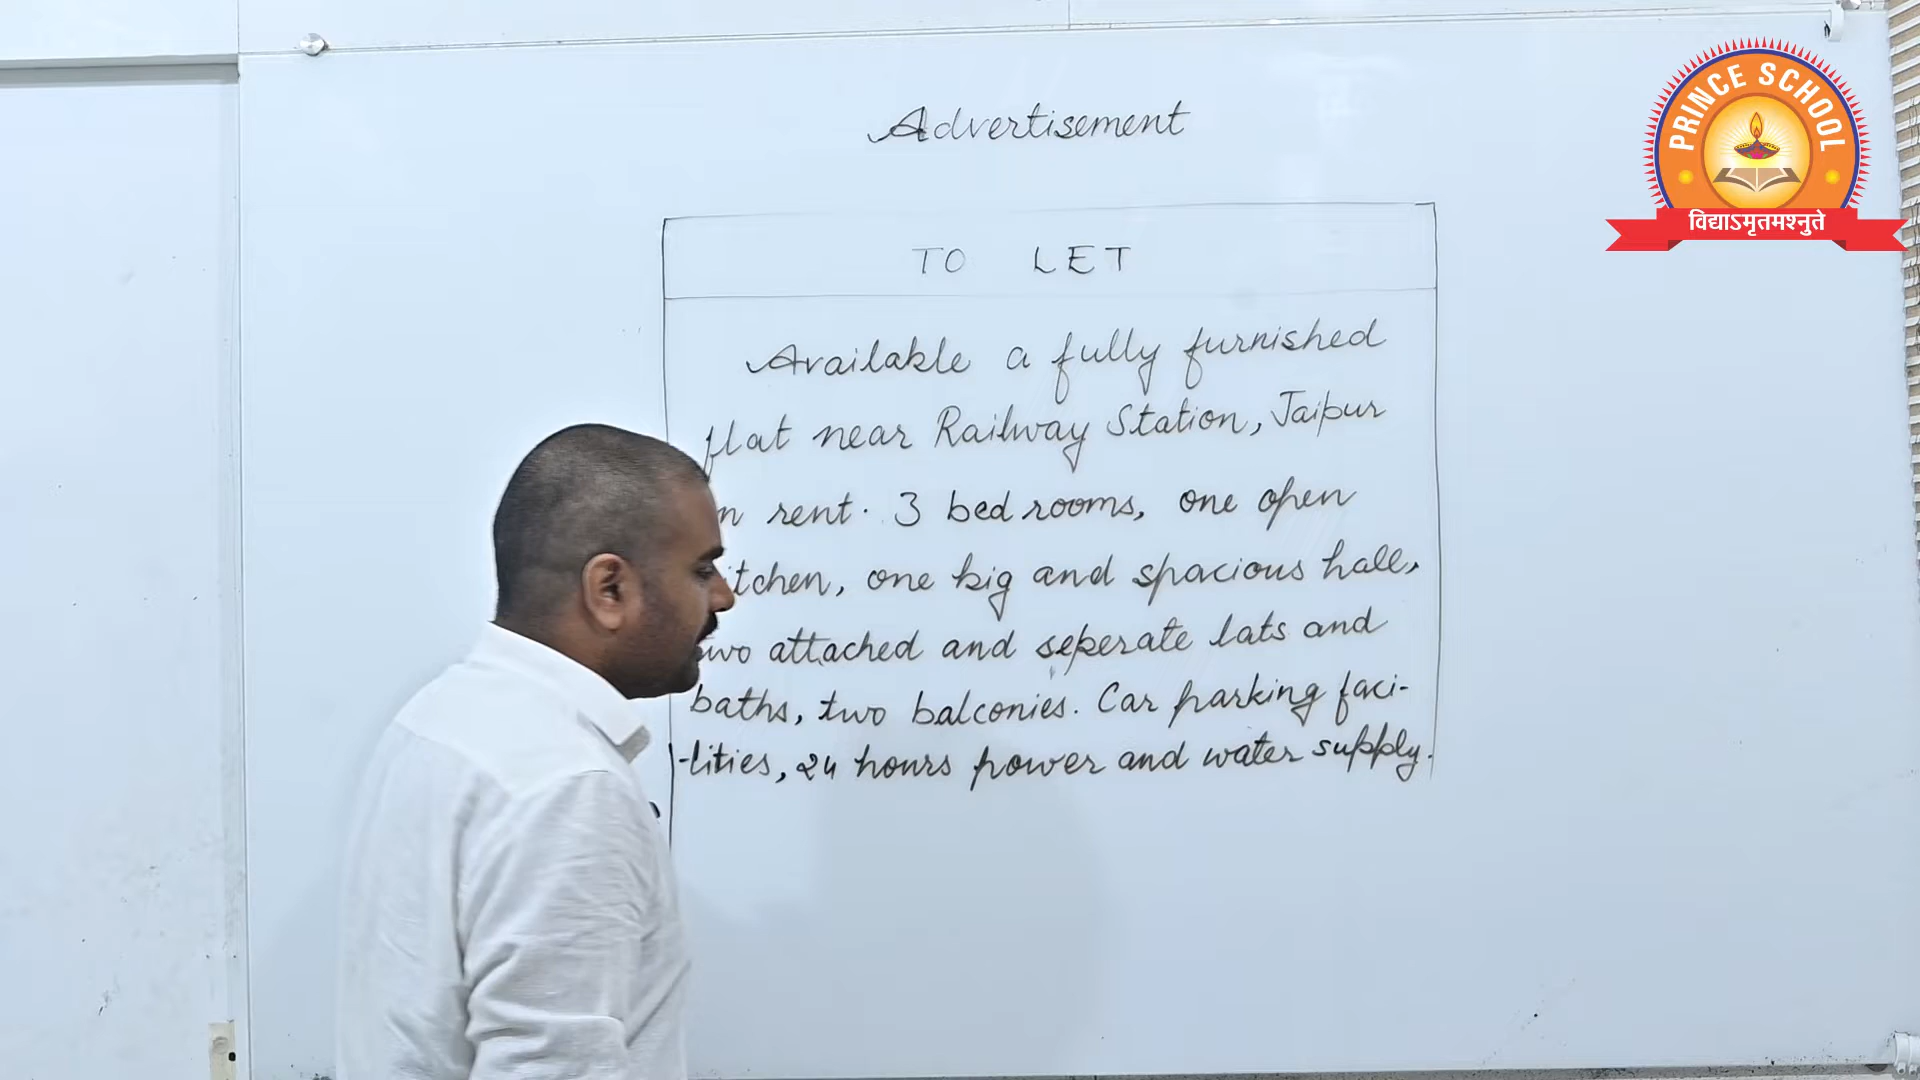 Advertisement
PRINCE SCHOOL
विद्याऽमृतमश्नुते
TO LET
Available a fully furnished
flat near Railway Station, Jaipur
rent. 3 bed rooms, one open
one big and spacious hall,
attached and seperate lats and
baths, two balconies. Car parking faci-
-lities, 24 hours power and water supply.